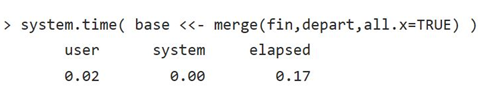 > system.time( base <<- merge(fin,depart,all.x=TRUE) )
user system elapsed
0.02 0.00 0.17